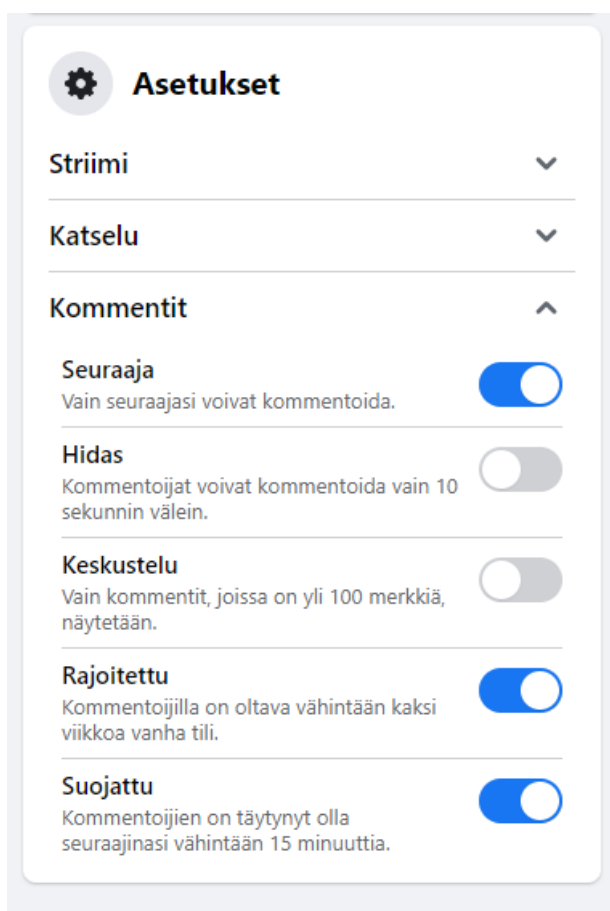 Asetukset
Striimi
Katselu
Kommentit
Seuraaja
Vain seuraajasi voivat kommentoida.
Hidas
Kommentoijat voivat kommentoida vain 10
sekunnin välein.
Keskustelu
Vain kommentit, joissa on yli 100 merkkiä,
näytetään.
Rajoitettu
Kommentoijilla on oltava vähintään kaksi
viikkoa vanha tili.
Suojattu
Kommentoijien on täytynyt olla
seuraajinasi vähintään 15 minuuttia.